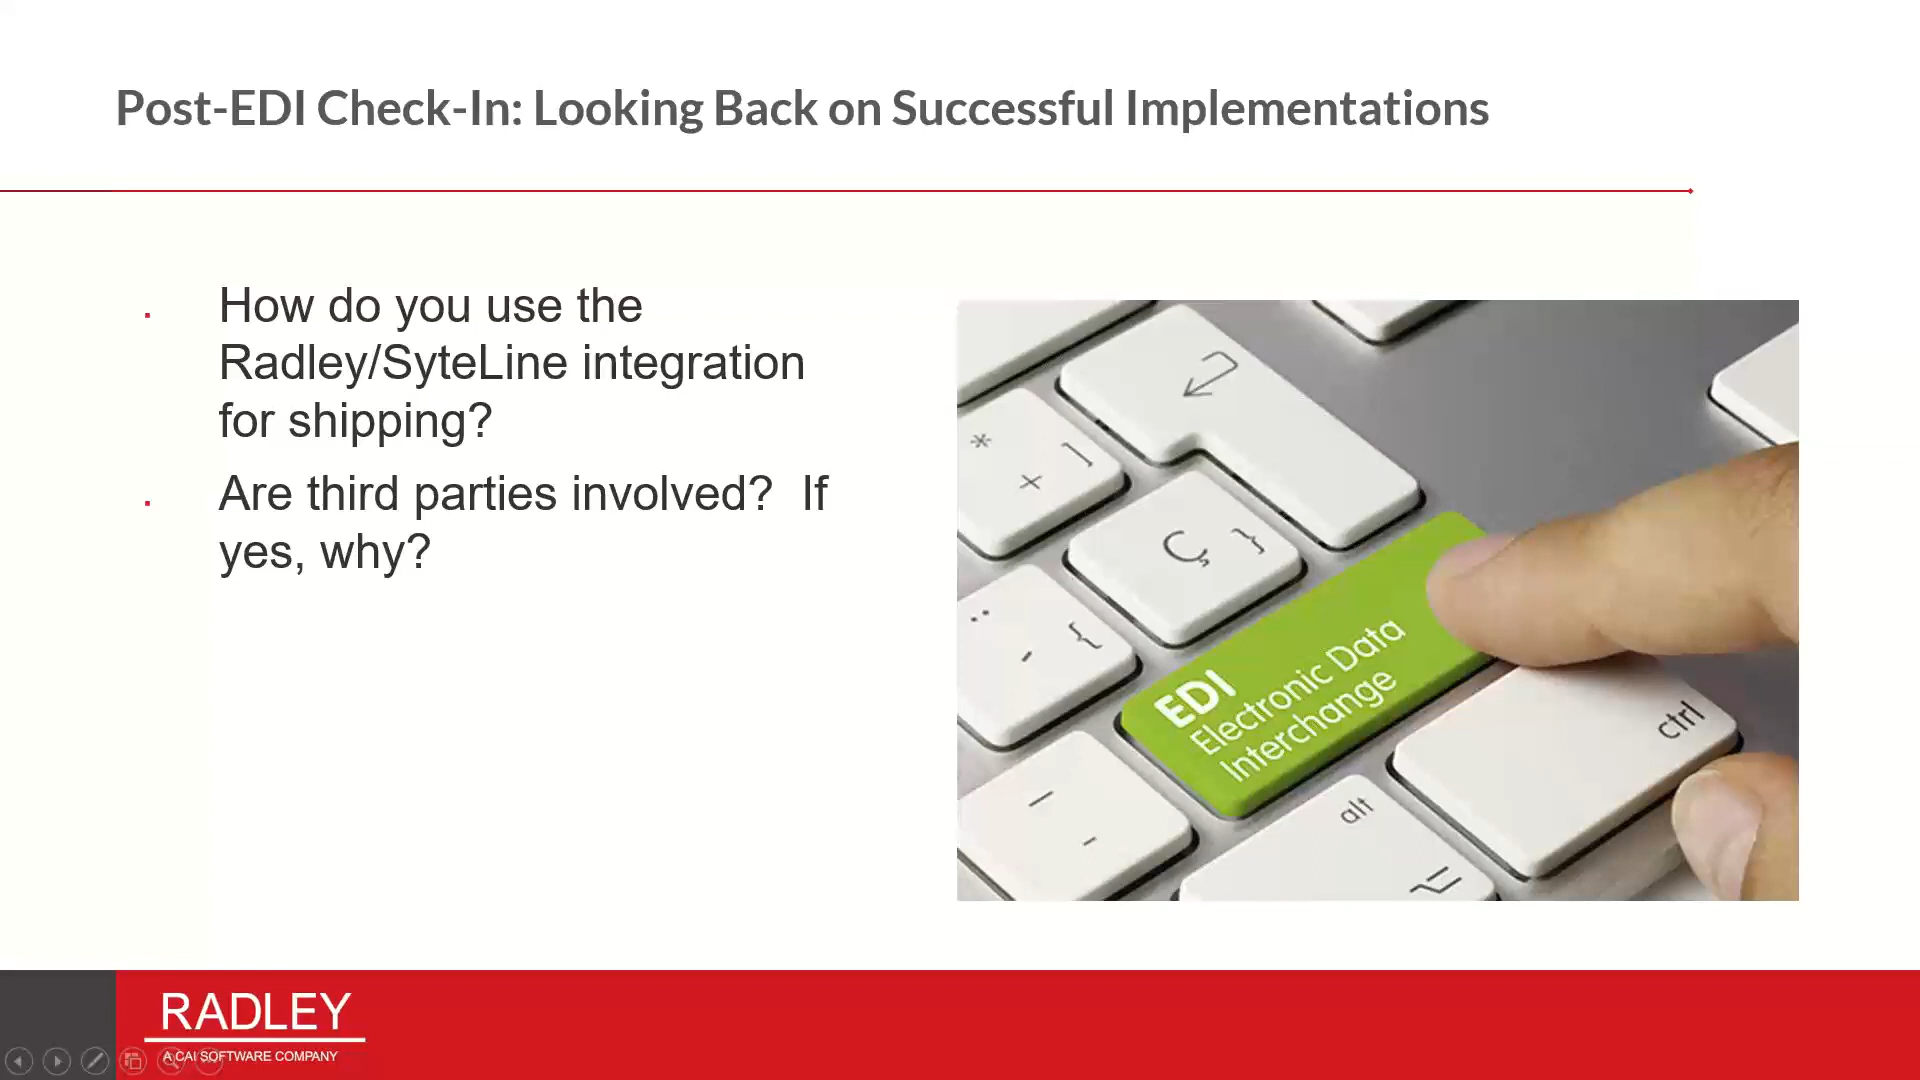 Post-EDI Check-In: Looking Back on Successful Implementations
How do you use the
Radley/SyteLine integration
for shipping?
Are third parties involved?  If
yes, why?
*
+ ]
Ç }
¨ {
-
EDI
Electronic Data
Interchange
ctrl
alt
_
-
RADLEY
A CAI SOFTWARE COMPANY